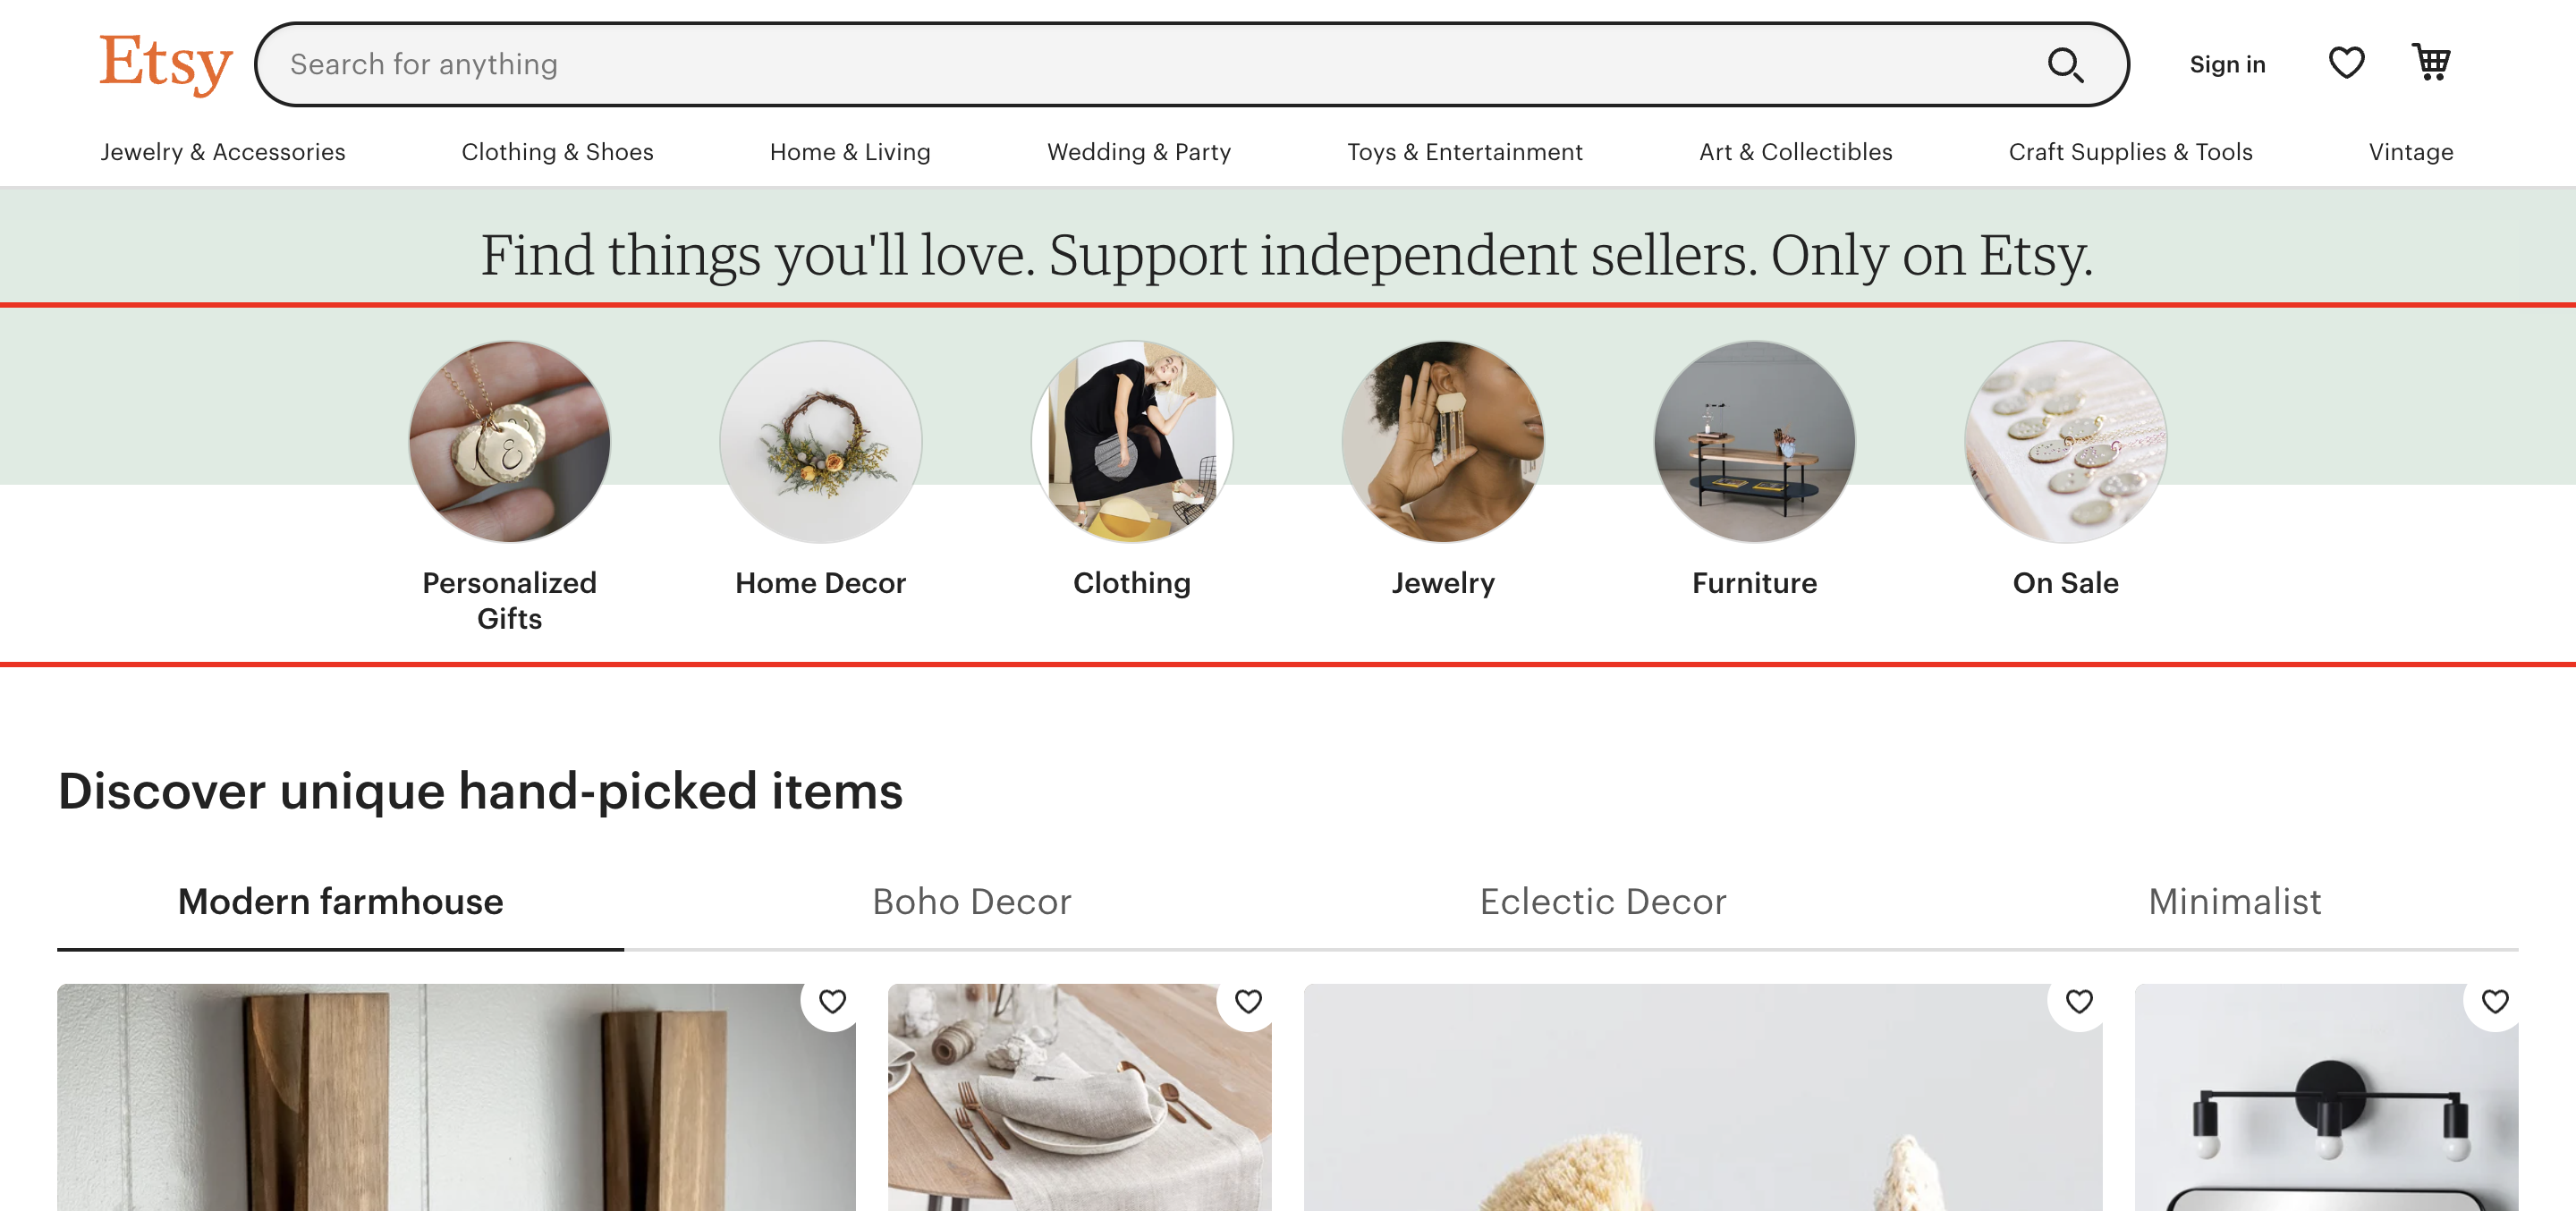 Etsy
Search for anything
Sign in
Jewelry & Accessories
Clothing & Shoes
Home & Living
Wedding & Party
Toys & Entertainment
Art & Collectibles
Craft Supplies & Tools
Vintage
Find things you'll love. Support independent sellers. Only on Etsy.
Personalized
Gifts
Home Decor
Clothing
Jewelry
Furniture
On Sale
Discover unique hand-picked items
Modern farmhouse
Boho Decor
Eclectic Decor
Minimalist